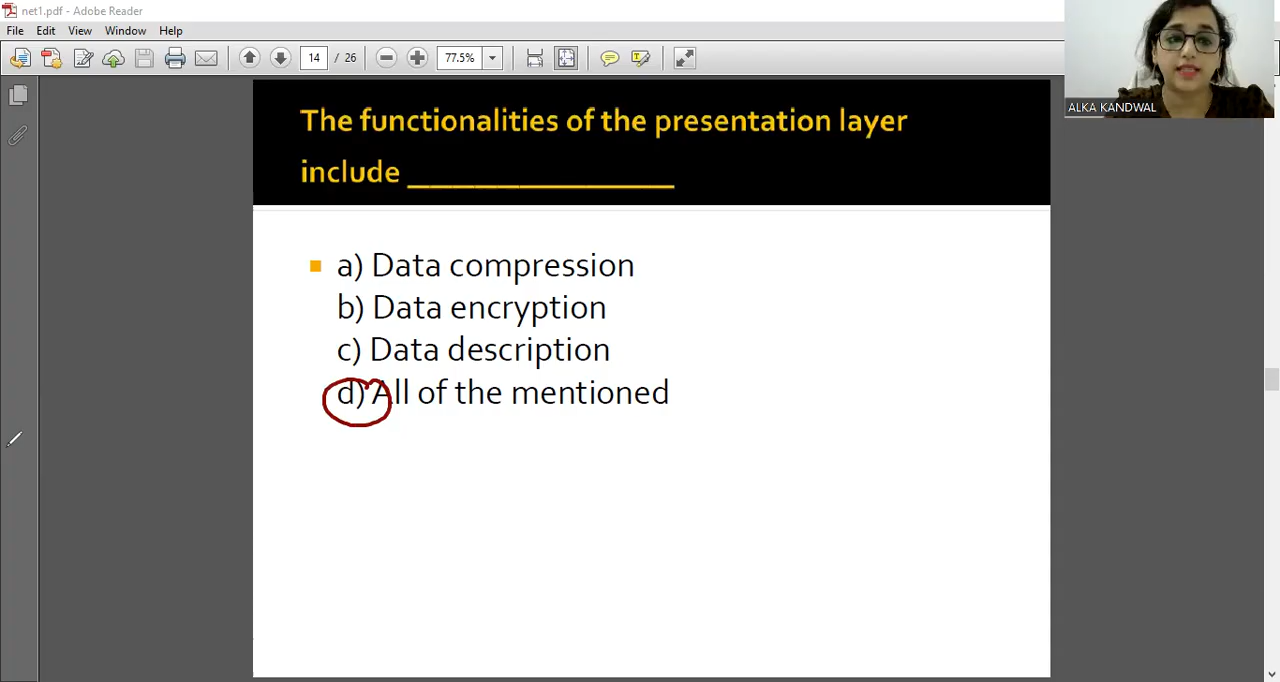 net1.pdf - Adobe Reader
File Edit View Window Help
14 / 26 77.5%
ALKA KANDWAL
The functionalities of the presentation layer
include _______________
a) Data compression
b) Data encryption
c) Data description
d) All of the mentioned